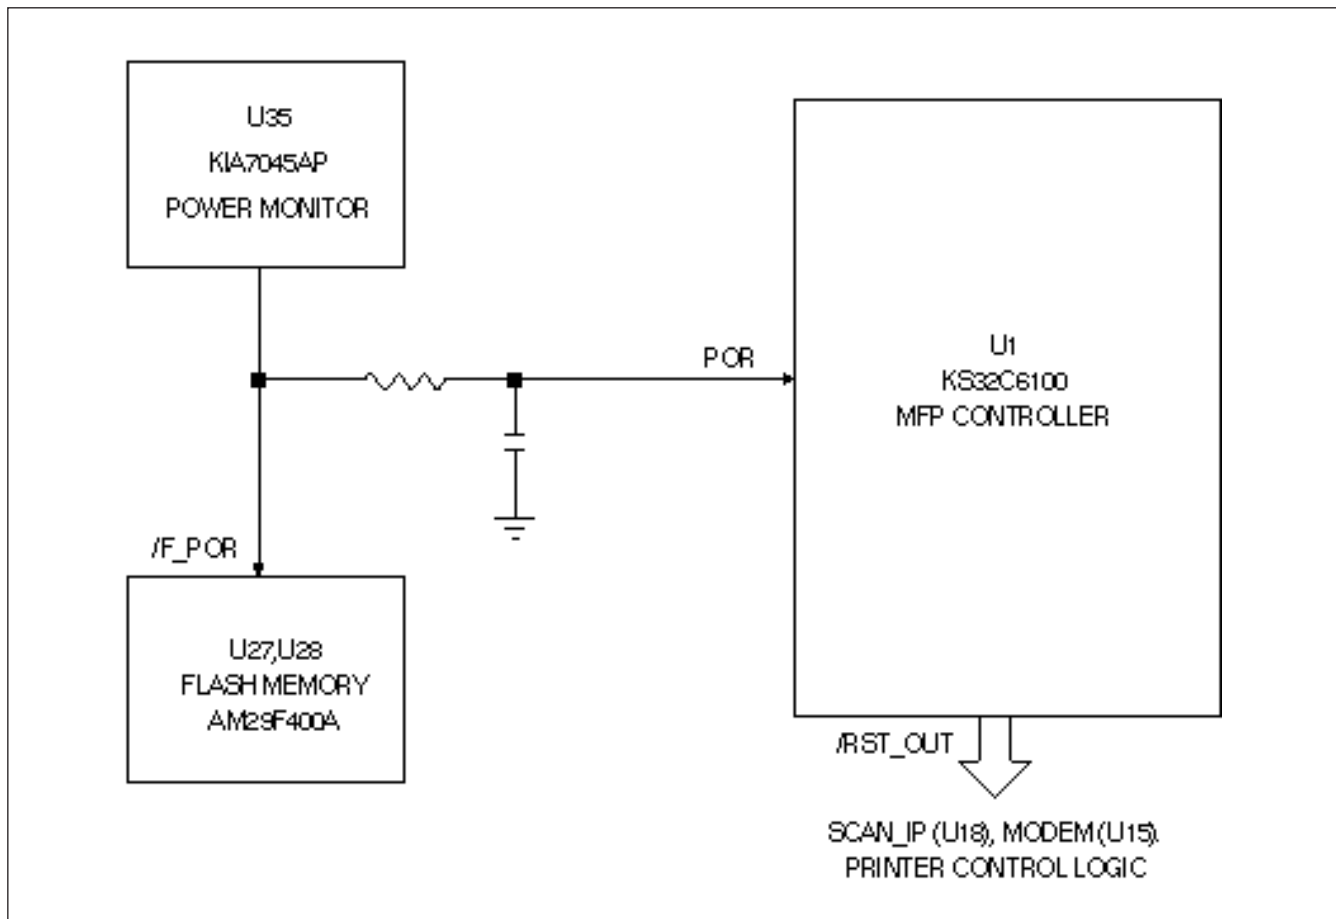 U35
KIA7045AP
POWER MONITOR
POR
U1
KS32C6100
MFP CONTROLLER
/F_POR
U27,U28
FLASH MEMORY
AM29F400A
/RST_OUT
SCAN_IP (U18), MODEM (U15).
PRINTER CONTROL LOGIC